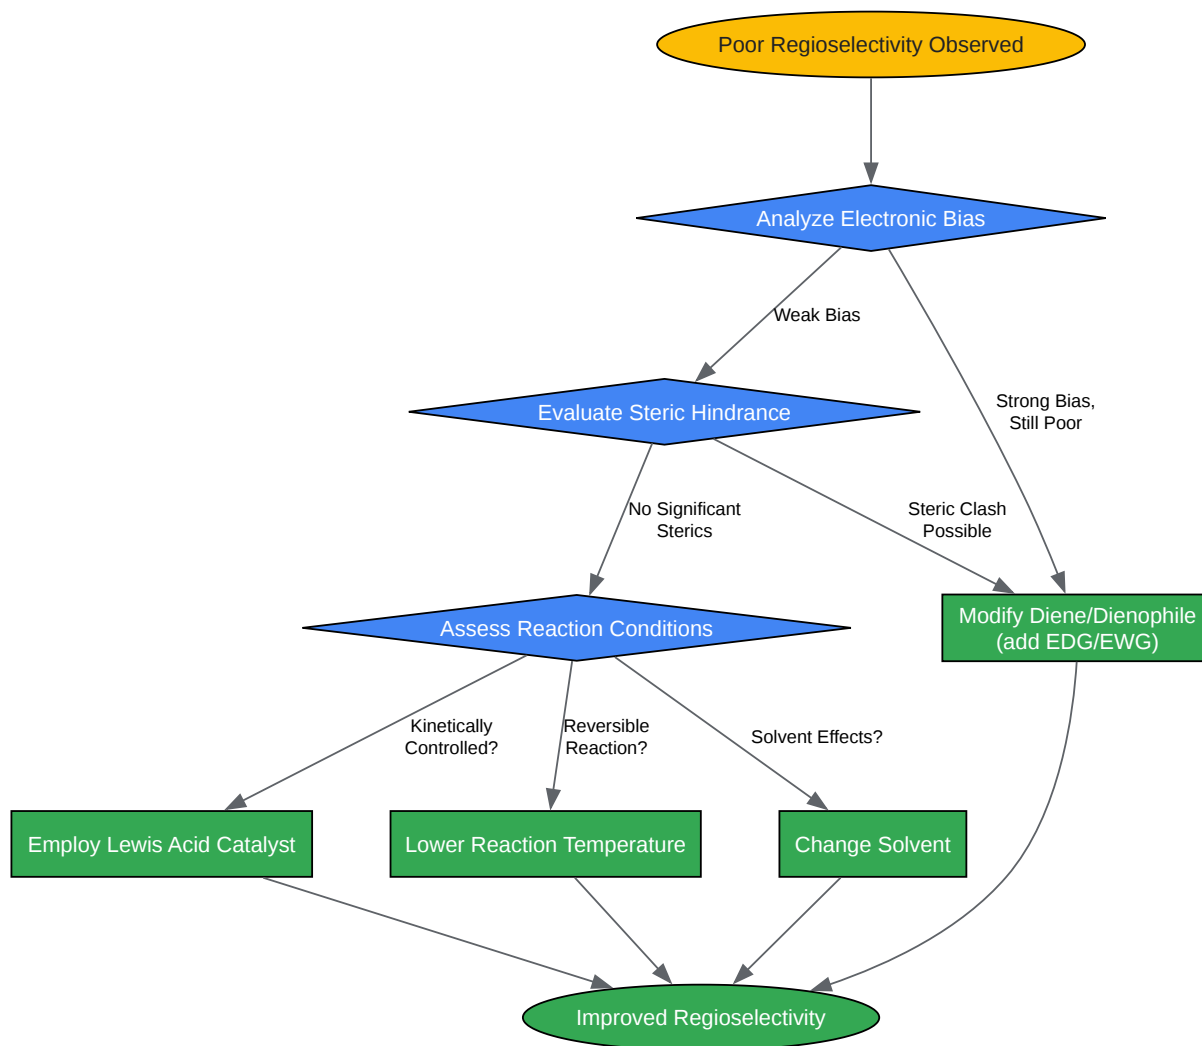 Poor Regioselectivity Observed
Analyze Electronic Bias
Weak Bias
Evaluate Steric Hindrance
Strong Bias,
Still Poor
No Significant
Sterics
Steric Clash
Possible
Assess Reaction Conditions
Modify Diene/Dienophile
(add EDG/EWG)
Kinetically
Controlled?
Reversible
Reaction?
Solvent Effects?
Employ Lewis Acid Catalyst
Lower Reaction Temperature
Change Solvent
Improved Regioselectivity